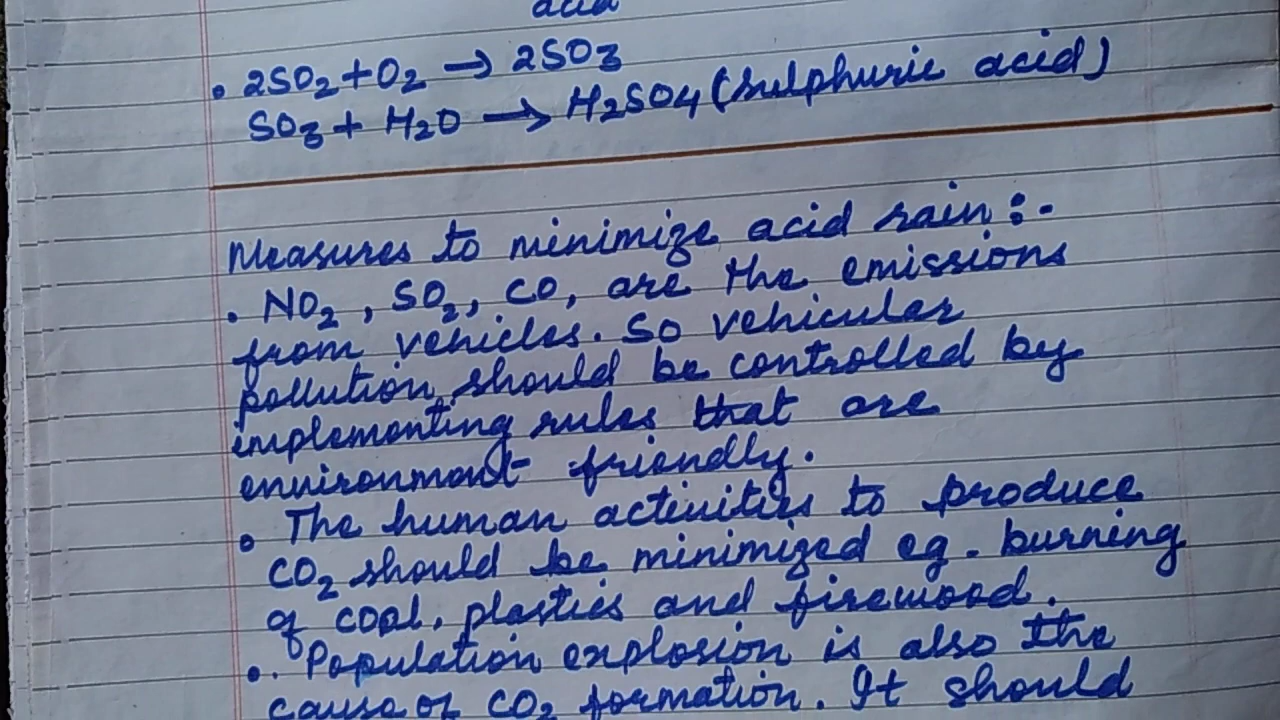 acid
• 2SO₂+O₂ → 2SO₃
SO₃ + H₂O → H₂SO₄ (Sulphuric acid)
Measures to minimize acid rain :-
• NO₂, SO₂, CO, are the emissions
from vehicles. So vehicular
pollution should be controlled by
implementing rules that are
environment friendly.
• The human activities to produce
CO₂ should be minimized eg. burning
of coal, plastics and firewood.
•. Population explosion is also the
cause of CO₂ formation. It should